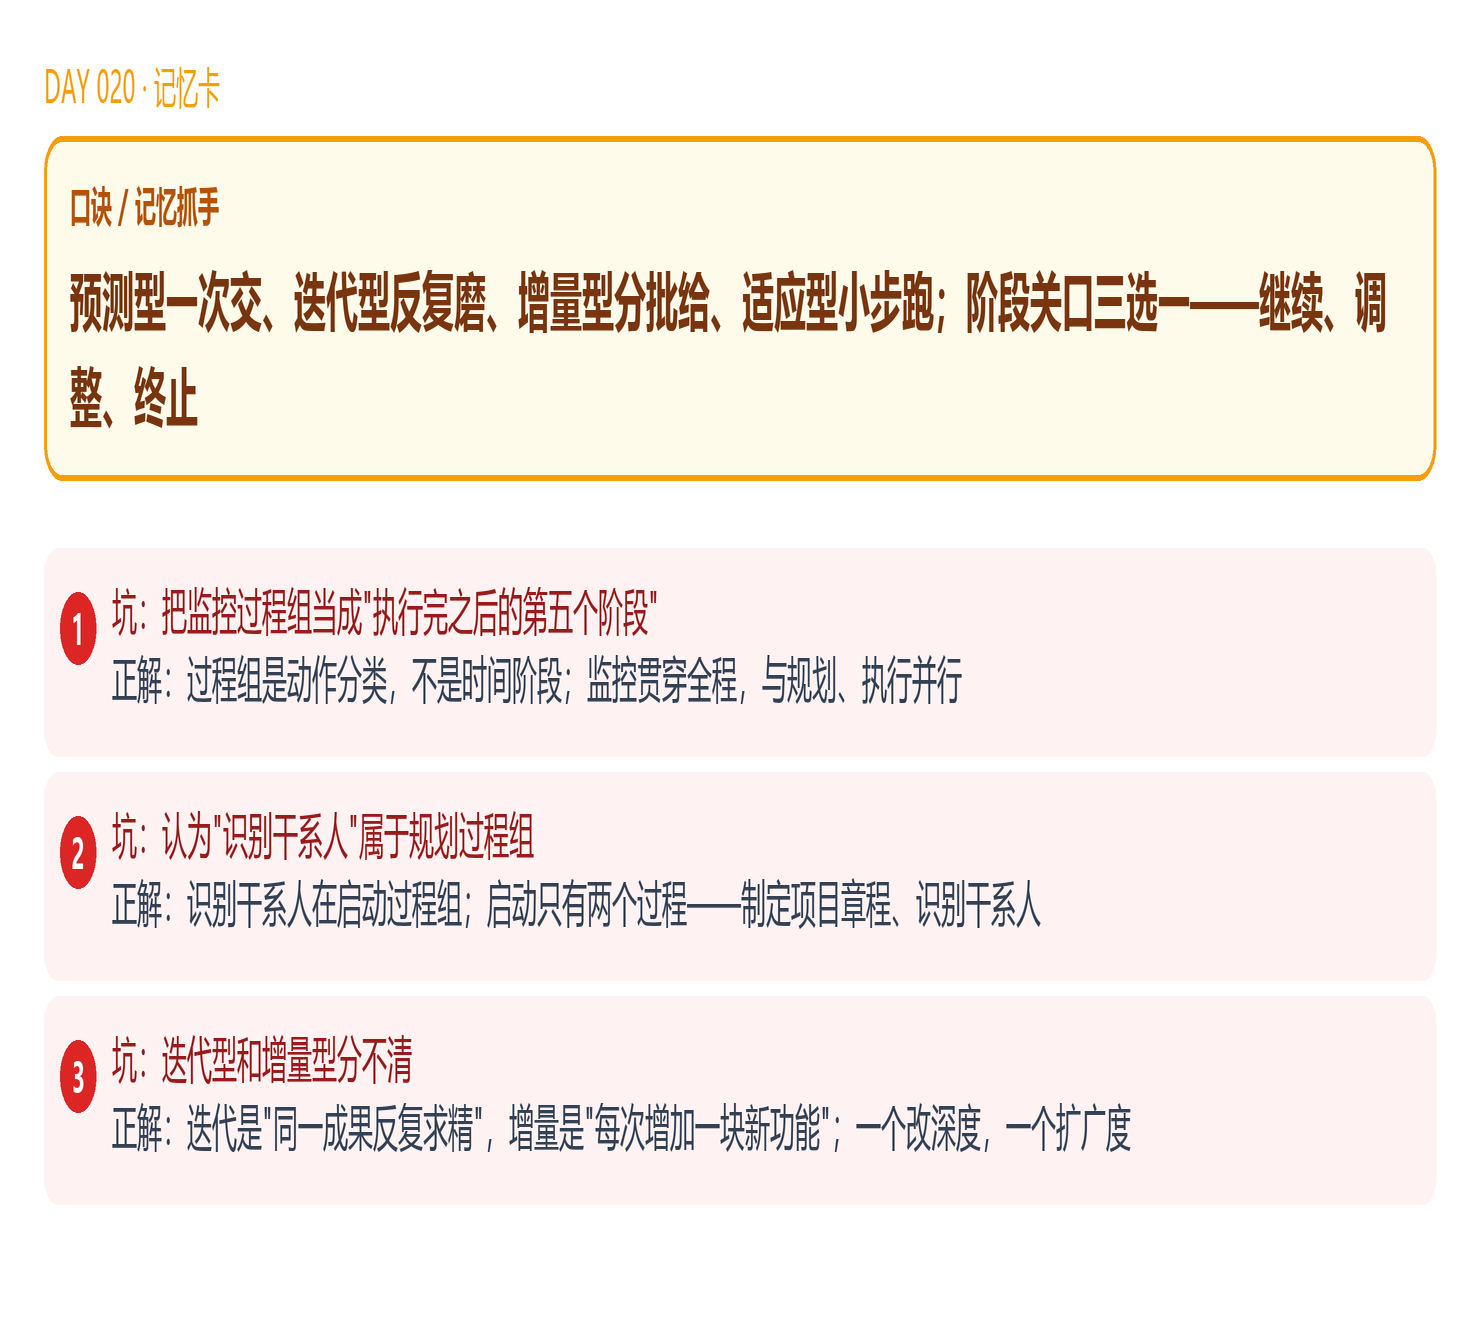 DAY 020 · 记忆卡
口诀 / 记忆抓手
预测型一次交、迭代型反复磨、增量型分批给、适应型小步跑；阶段关口三选一——继续、调
整、终止
1
坑：把监控过程组当成"执行完之后的第五个阶段"
正解：过程组是动作分类，不是时间阶段；监控贯穿全程，与规划、执行并行
2
坑：认为"识别干系人"属于规划过程组
正解：识别干系人在启动过程组；启动只有两个过程——制定项目章程、识别干系人
3
坑：迭代型和增量型分不清
正解：迭代是"同一成果反复求精"，增量是"每次增加一块新功能"；一个改深度，一个扩广度